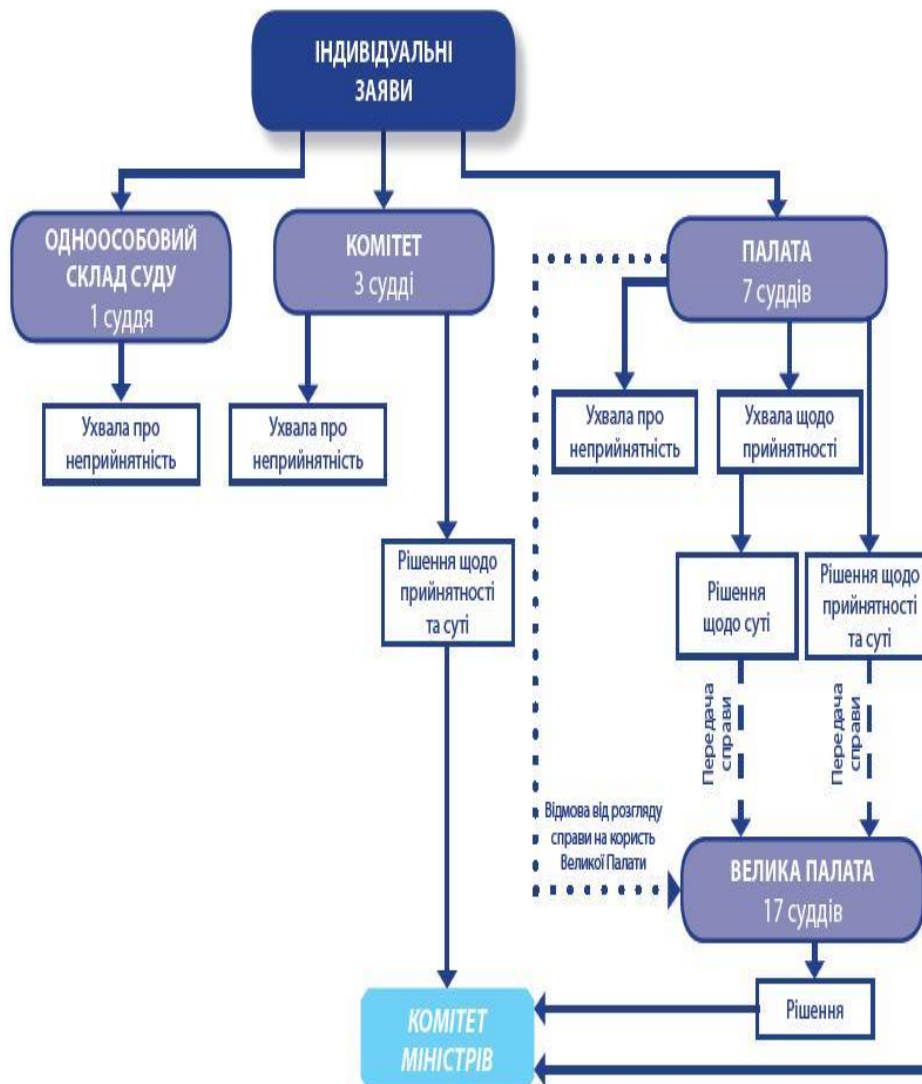 ІНДИВІДУАЛЬНІ
ЗАЯВИ
ОДНООСОБОВИЙ
СКЛАД СУДУ
1 суддя
КОМІТЕТ
3 судді
ПАЛАТА
7 суддів
Ухвала про
неприйнятність
Ухвала про
неприйнятність
Ухвала про
неприйнятність
Ухвала щодо
прийнятності
Рішення щодо
прийнятності
та суті
Рішення
щодо суті
Рішення щодо
прийнятності
та суті
Передача
справи
Передача
справи
Відмова від розгляду
справи на користь
Великої Палати
ВЕЛИКА ПАЛАТА
17 суддів
Рішення
КОМІТЕТ
МІНІСТРІВ